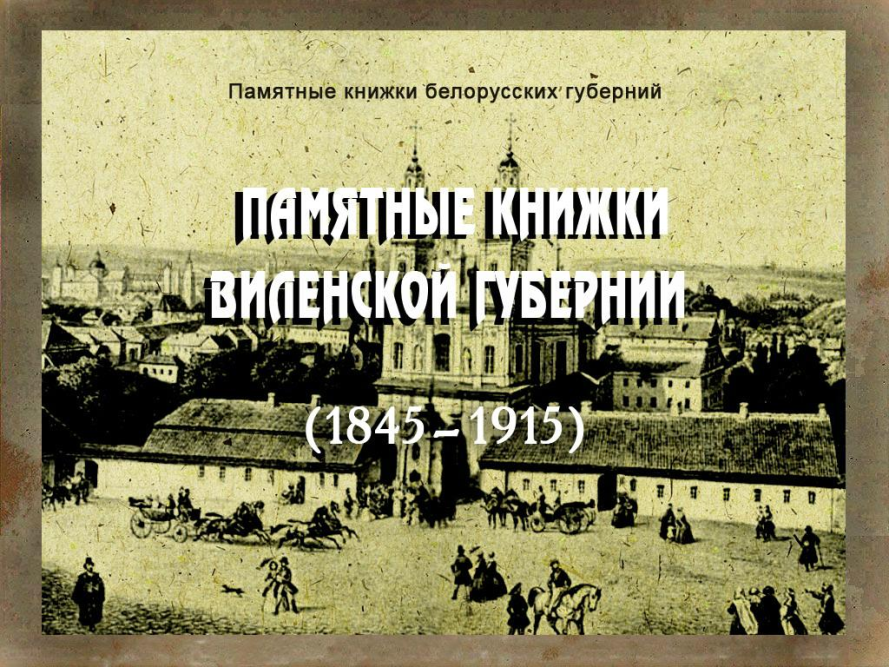 Памятные книжки белорусских губерний
ПАМЯТНЫЕ КНИЖКИ
ВИЛЕНСКОЙ ГУБЕРНИИ
(1845 – 1915)